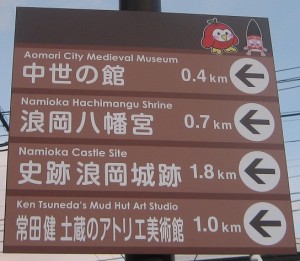 Aomori City Medieval Museum
中世の館 0.4 km
Namioka Hachimangu Shrine
浪岡八幡宮 0.7 km
Namioka Castle Site
史跡 浪岡城跡 1.8 km
Ken Tsuneda's Mud Hut Art Studio
常田健 土蔵のアトリエ美術館 1.0 km